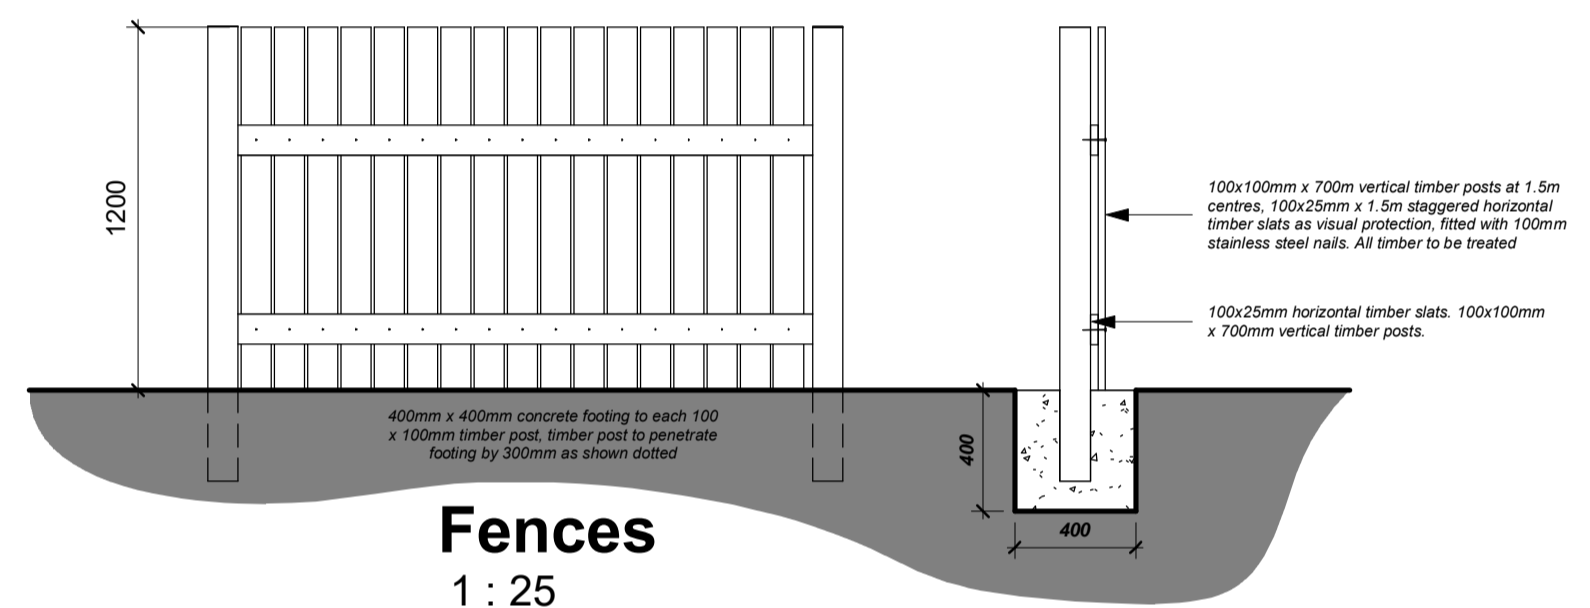 1200
100x100mm x 700m vertical timber posts at 1.5m
centres, 100x25mm x 1.5m staggered horizontal
timber slats as visual protection, fitted with 100mm
stainless steel nails. All timber to be treated
100x25mm horizontal timber slats. 100x100mm
x 700mm vertical timber posts.
400mm x 400mm concrete footing to each 100
x 100mm timber post, timber post to penetrate
footing by 300mm as shown dotted
400
400
Fences
1 : 25